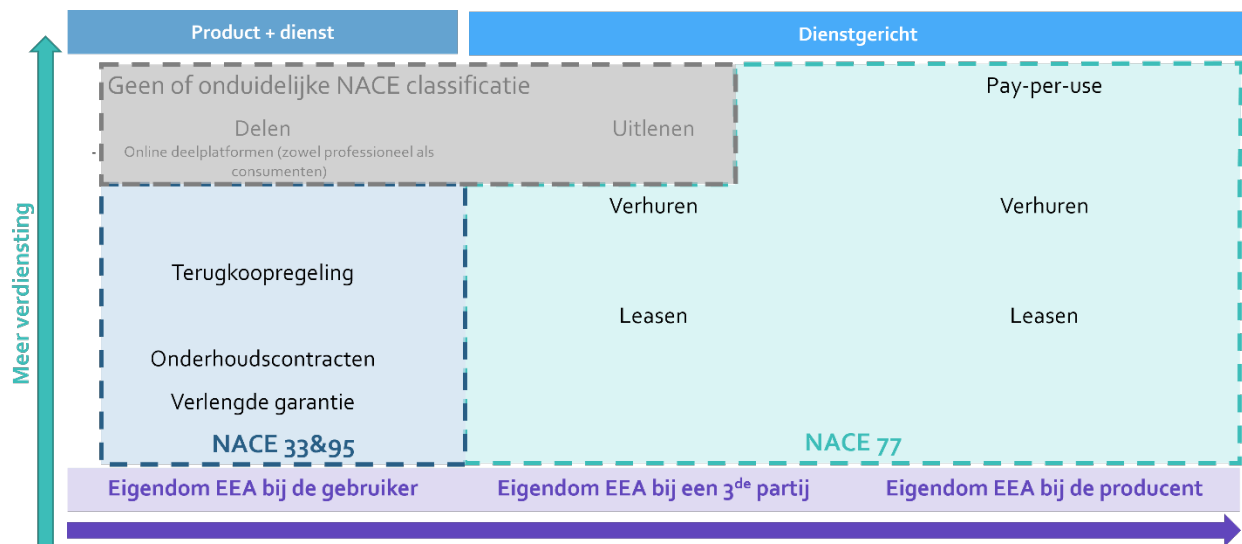 Product + dienst
Dienstgericht
Geen of onduidelijke NACE classificatie
Pay-per-use
Delen
Uitlenen
Online deelplatformen (zowel professioneel als
consumenten)
-
Verhuren
Verhuren
Terugkoopregeling
Leasen
Leasen
Onderhoudscontracten
Verlengde garantie
NACE 33&95
NACE 77
Eigendom EEA bij de gebruiker
Eigendom EEA bij een 3de partij
Eigendom EEA bij de producent
Meer verdiensting